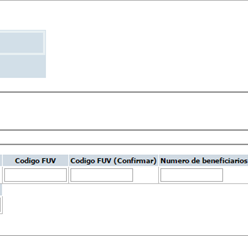 Codigo FUV Codigo FUV (Confirmar) Numero de beneficiarios